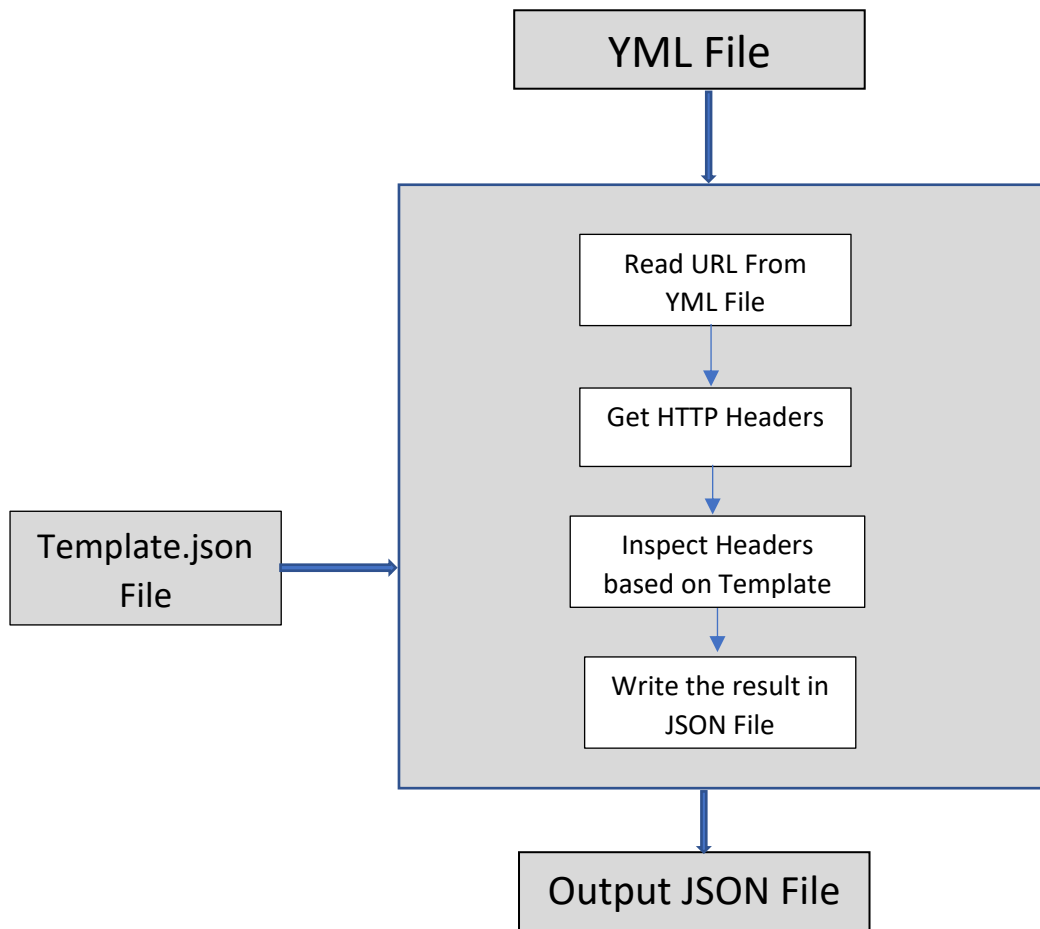 YML File
Read URL From
YML File
Get HTTP Headers
Template.json
File
Inspect Headers
based on Template
Write the result in
JSON File
Output JSON File